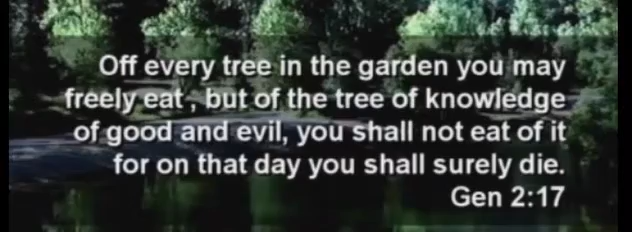 Off every tree in the garden you may
freely eat , but of the tree of knowledge
of good and evil, you shall not eat of it
for on that day you shall surely die.
Gen 2:17